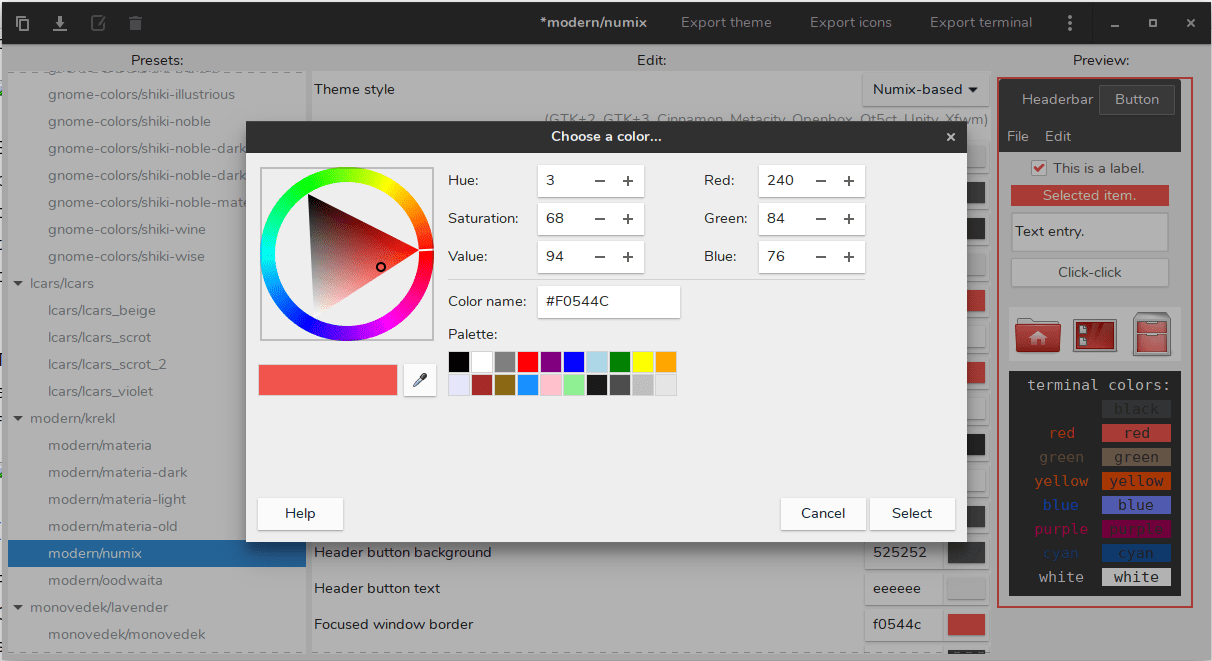 *modern/numix Export theme Export icons Export terminal
Presets: Edit: Preview:
gnome-colors/shiki-illustrious
gnome-colors/shiki-noble
gnome-colors/shiki-noble-dark
gnome-colors/shiki-noble-dark
gnome-colors/shiki-noble-mate
gnome-colors/shiki-wine
gnome-colors/shiki-wise
lcars/lcars
lcars/lcars_beige
lcars/lcars_scrot
lcars/lcars_scrot_2
lcars/lcars_violet
modern/krekl
modern/materia
modern/materia-dark
modern/materia-light
modern/materia-old
modern/numix
modern/oodwaita
monovedek/lavender
monovedek/monovedek
Theme style Numix-based
(GTK+2, GTK+3, Cinnamon, Metacity, Openbox, Qt5ct, Unity, Xfwm)
Choose a color...
Hue: 3 Red: 240
Saturation: 68 Green: 84
Value: 94 Blue: 76
Color name: #F0544C
Palette:
Help Cancel Select
Header button background 525252
Header button text eeeeee
Focused window border f0544c
Headerbar Button
File Edit
This is a label.
Selected item.
Text entry.
Click-click
terminal colors:
black
red red
green green
yellow yellow
blue blue
purple purple
cyan cyan
white white